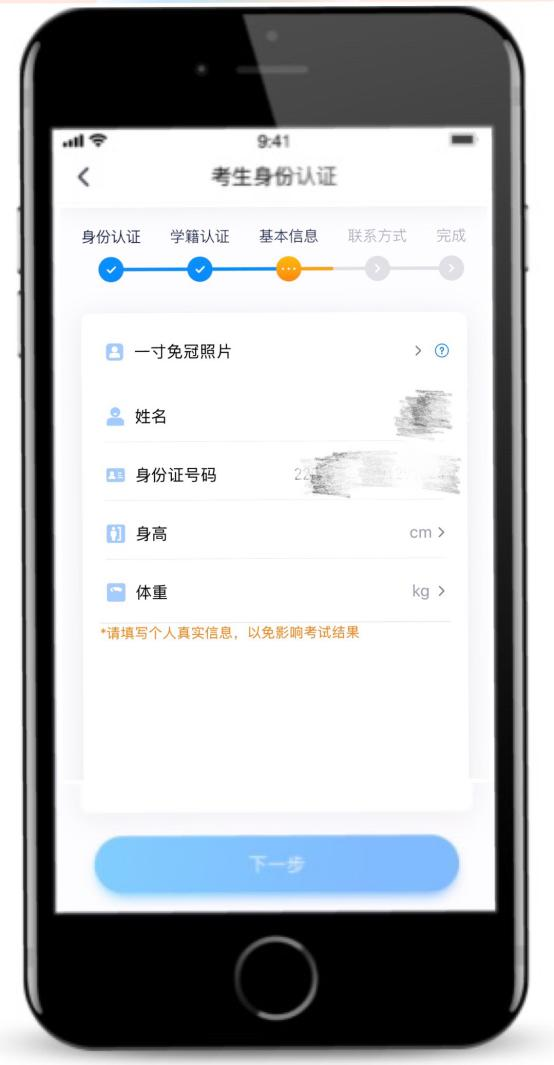 9:41
考生身份认证
身份认证 学籍认证 基本信息 联系方式 完成
一寸免冠照片 ?
姓名
身份证号码 22
身高 cm
体重 kg
*请填写个人真实信息，以免影响考试结果
下一步